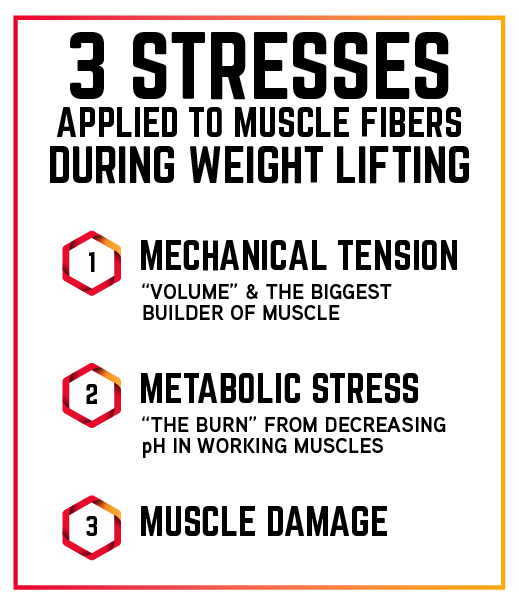 3 STRESSES
APPLIED TO MUSCLE FIBERS
DURING WEIGHT LIFTING
1
MECHANICAL TENSION
“VOLUME” & THE BIGGEST
BUILDER OF MUSCLE
2
METABOLIC STRESS
“THE BURN” FROM DECREASING
pH IN WORKING MUSCLES
3
MUSCLE DAMAGE